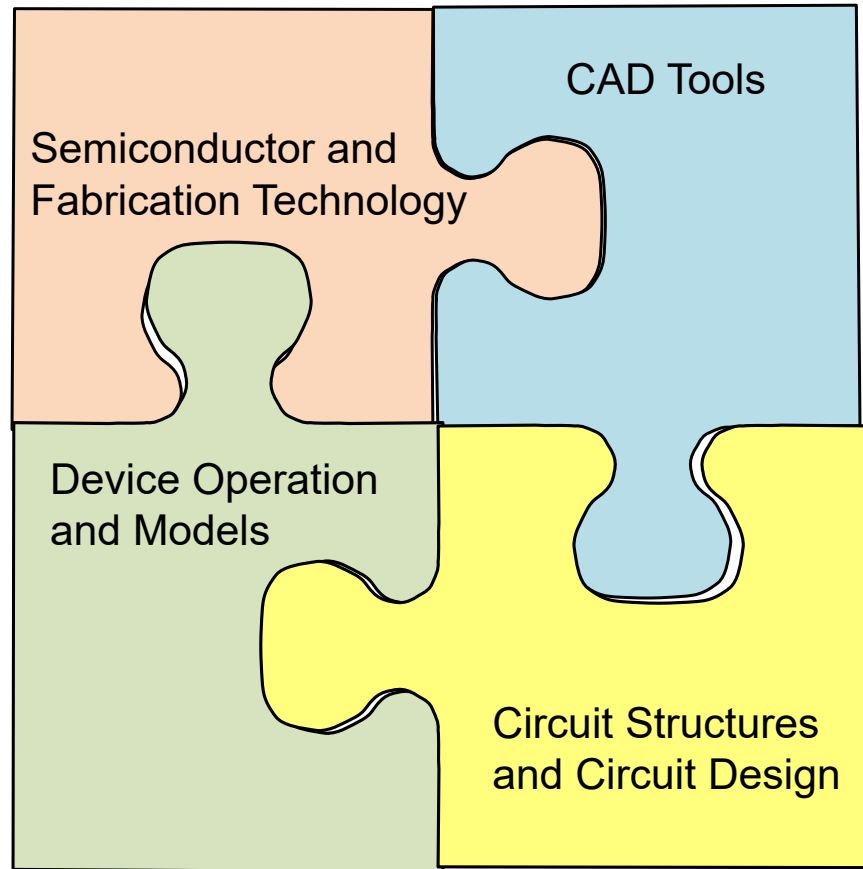 CAD Tools
Semiconductor and
Fabrication Technology
Device Operation
and Models
Circuit Structures
and Circuit Design